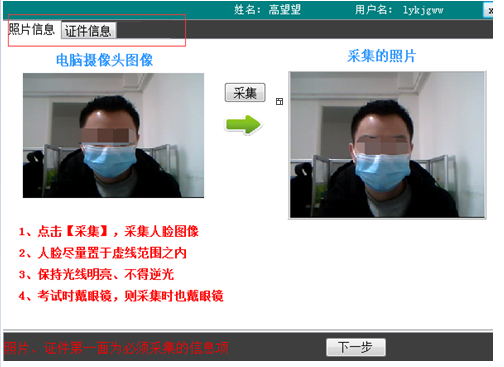 姓名: 高望望 用户名: lykjgww
照片信息 证件信息
电脑摄像头图像
采集的照片
采集
1、点击【采集】,采集人脸图像
2、人脸尽量置于虚线范围之内
3、保持光线明亮、不得逆光
4、考试时戴眼镜,则采集时也戴眼镜
照片、证件第一面为必须采集的信息项
下一步